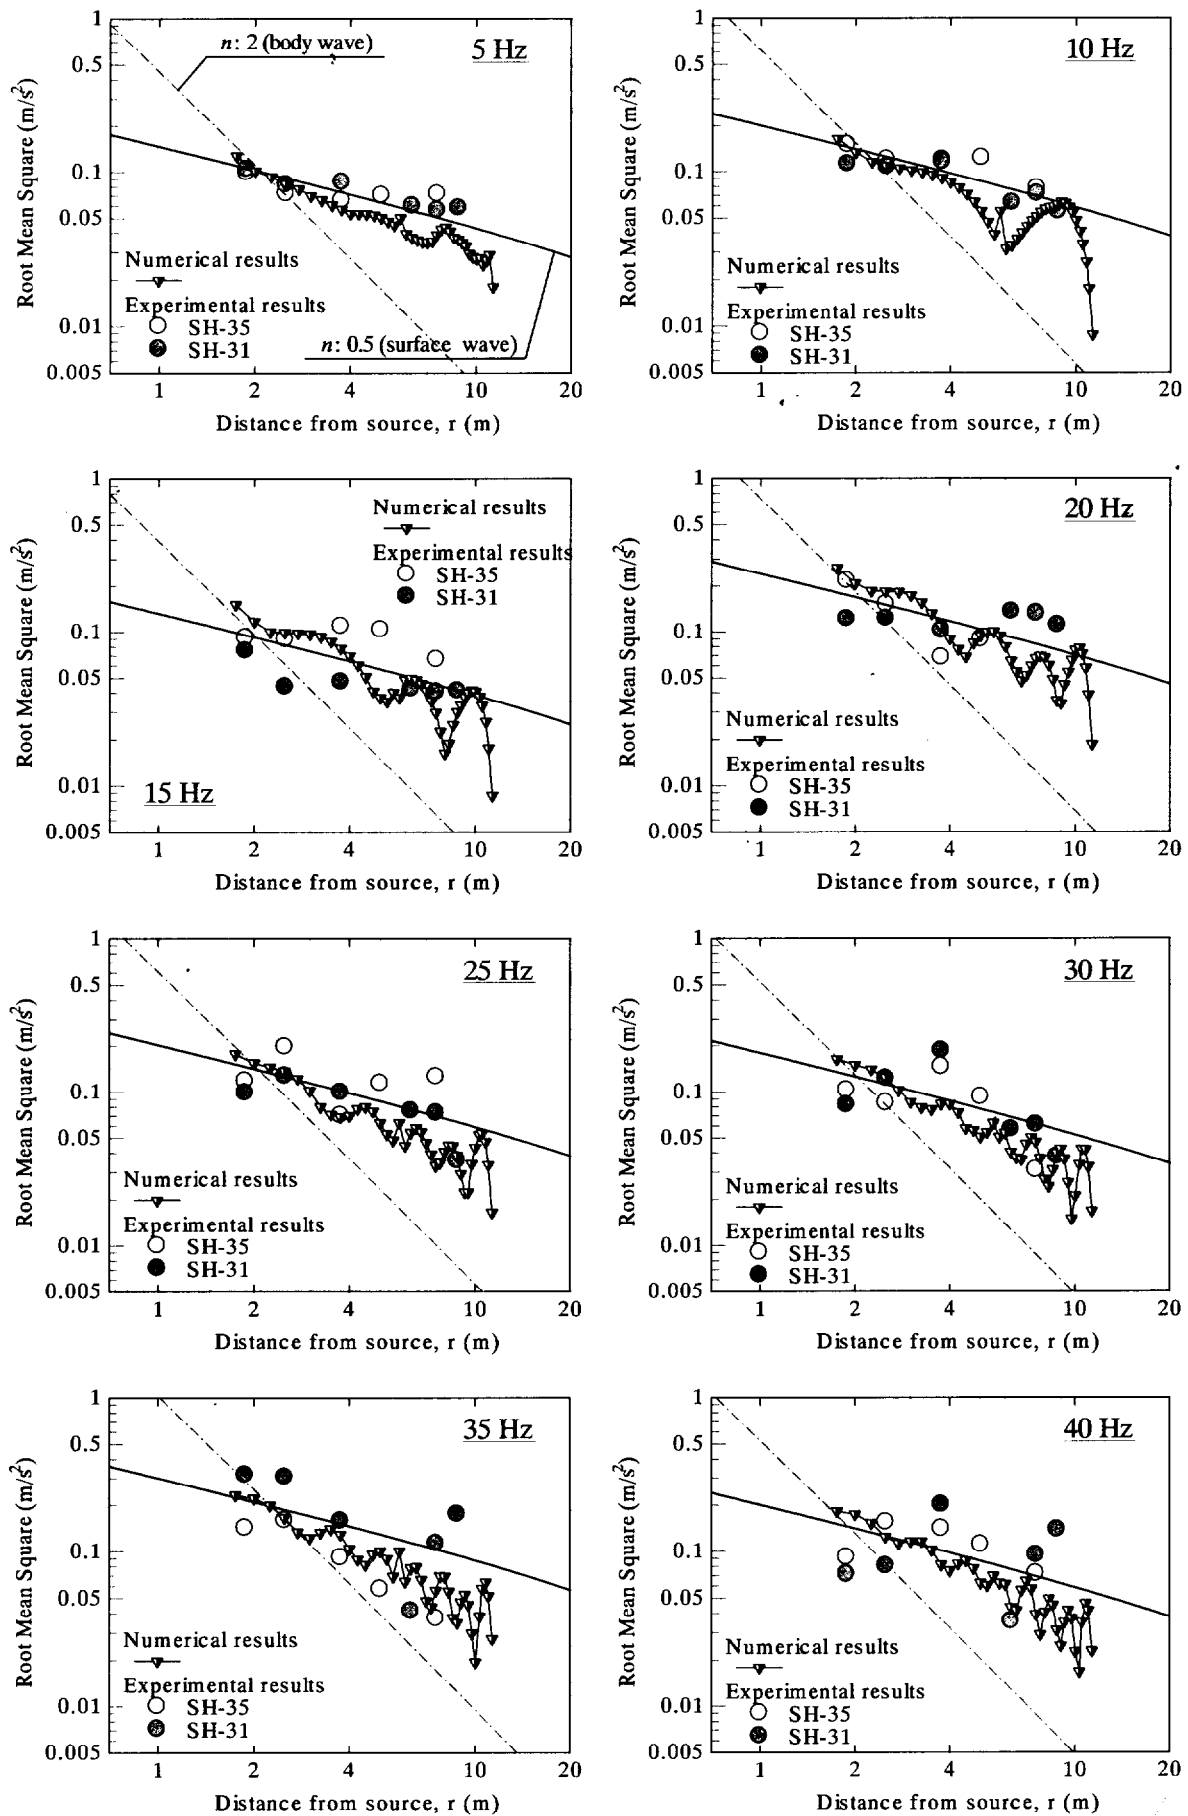 1
0.5
0.1
0.05
0.01
0.005
Root Mean Square (m/s²)
n: 2 (body wave)
5 Hz
Numerical results
Experimental results
SH-35
SH-31
n: 0.5 (surface wave)
1 2 4 10 20
Distance from source, r (m)
1
0.5
0.1
0.05
0.01
0.005
Root Mean Square (m/s²)
10 Hz
Numerical results
Experimental results
SH-35
SH-31
1 2 4 10 20
Distance from source, r (m)
1
0.5
0.1
0.05
0.01
0.005
Root Mean Square (m/s²)
Numerical results
Experimental results
SH-35
SH-31
15 Hz
1 2 4 10 20
Distance from source, r (m)
1
0.5
0.1
0.05
0.01
0.005
Root Mean Square (m/s²)
20 Hz
Numerical results
Experimental results
SH-35
SH-31
1 2 4 10 20
Distance from source, r (m)
1
0.5
0.1
0.05
0.01
0.005
Root Mean Square (m/s²)
25 Hz
Numerical results
Experimental results
SH-35
SH-31
1 2 4 10 20
Distance from source, r (m)
1
0.5
0.1
0.05
0.01
0.005
Root Mean Square (m/s²)
30 Hz
Numerical results
Experimental results
SH-35
SH-31
1 2 4 10 20
Distance from source, r (m)
1
0.5
0.1
0.05
0.01
0.005
Root Mean Square (m/s²)
35 Hz
Numerical results
Experimental results
SH-35
SH-31
1 2 4 10 20
Distance from source, r (m)
1
0.5
0.1
0.05
0.01
0.005
Root Mean Square (m/s²)
40 Hz
Numerical results
Experimental results
SH-35
SH-31
1 2 4 10 20
Distance from source, r (m)